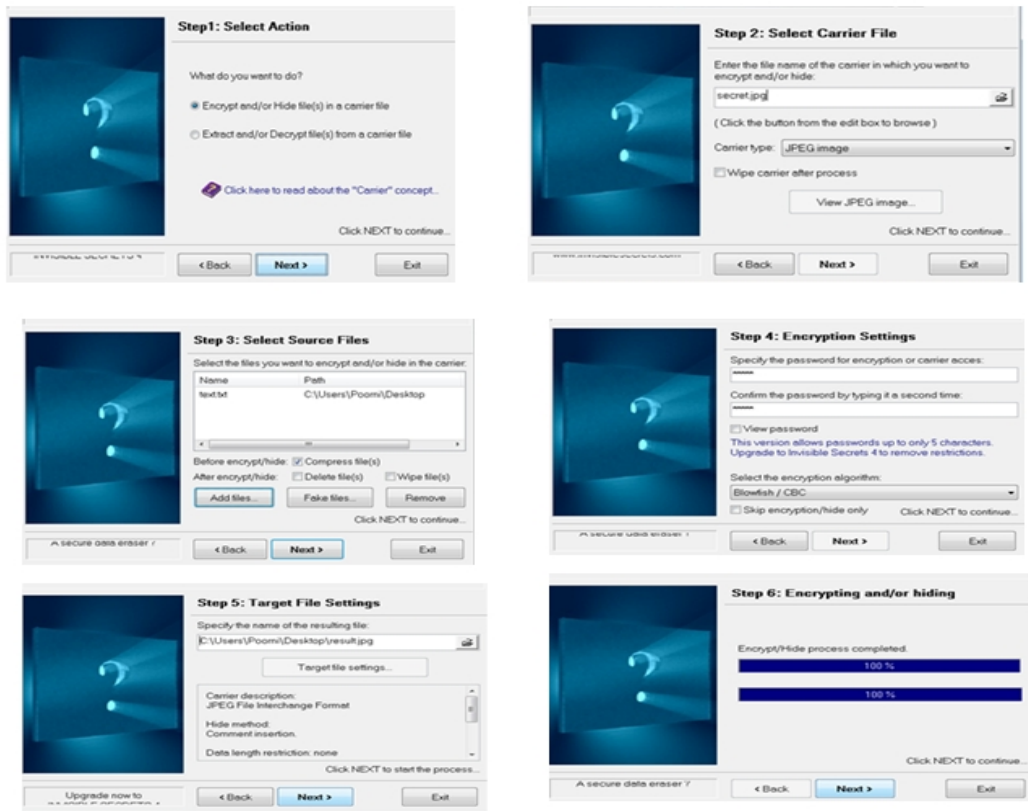 Step1: Select Action
What do you want to do?
Encrypt and/or Hide file(s) in a carrier file
Extract and/or Decrypt file(s) from a carrier file
Click here to read about the "Carrier" concept...
Click NEXT to continue...
< Back
Next >
Exit
Step 2: Select Carrier File
Enter the file name of the carrier in which you want to
encrypt and/or hide:
secret.jpg
( Click the button from the edit box to browse )
Carrier type: JPEG image
Wipe carrier after process
View JPEG image...
Click NEXT to continue...
< Back
Next >
Exit
Step 3: Select Source Files
Select the files you want to encrypt and/or hide in the carrier:
Name Path
text.txt C:\Users\Poomi\Desktop
Before encrypt/hide: Compress file(s)
After encrypt/hide: Delete file(s) Wipe file(s)
Add files... Fake files... Remove
Click NEXT to continue...
A secure data eraser ?
< Back
Next >
Exit
Step 4: Encryption Settings
Specify the password for encryption or carrier acces:
Confirm the password by typing it a second time:
View password
This version allows passwords up to only 5 characters.
Upgrade to Invisible Secrets 4 to remove restrictions.
Select the encryption algorithm:
Blowfish / CBC
Skip encryption/hide only Click NEXT to continue...
A secure data eraser ?
< Back
Next >
Exit
Step 5: Target File Settings
Specify the name of the resulting file:
C:\Users\Poomi\Desktop\result.jpg
Target file settings...
Carrier description:
JPEG File Interchange Format
Hide method:
Comment insertion.
Data length restriction: none
Click NEXT to start the process...
Upgrade now to
< Back
Next >
Exit
Step 6: Encrypting and/or hiding
Encrypt/Hide process completed.
100 %
100 %
Click NEXT to continue...
A secure data eraser ?
< Back
Next >
Exit